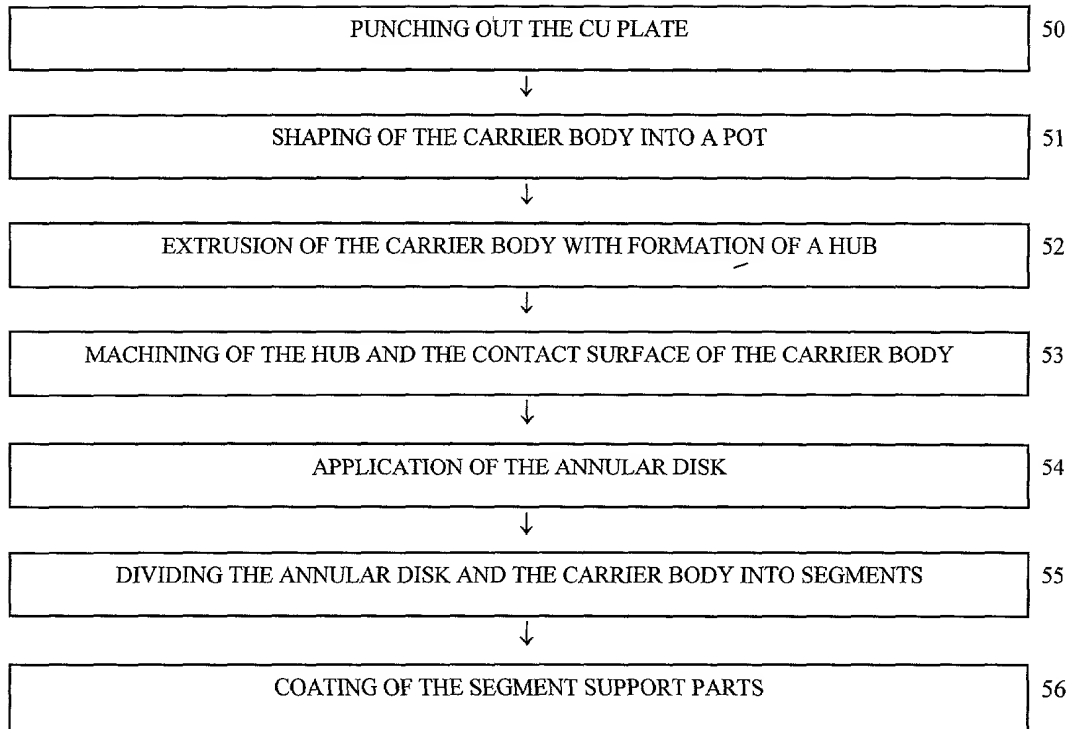 PUNCHING OUT THE CU PLATE 50
↓
SHAPING OF THE CARRIER BODY INTO A POT 51
↓
EXTRUSION OF THE CARRIER BODY WITH FORMATION OF A HUB 52
↓
MACHINING OF THE HUB AND THE CONTACT SURFACE OF THE CARRIER BODY 53
↓
APPLICATION OF THE ANNULAR DISK 54
↓
DIVIDING THE ANNULAR DISK AND THE CARRIER BODY INTO SEGMENTS 55
↓
COATING OF THE SEGMENT SUPPORT PARTS 56